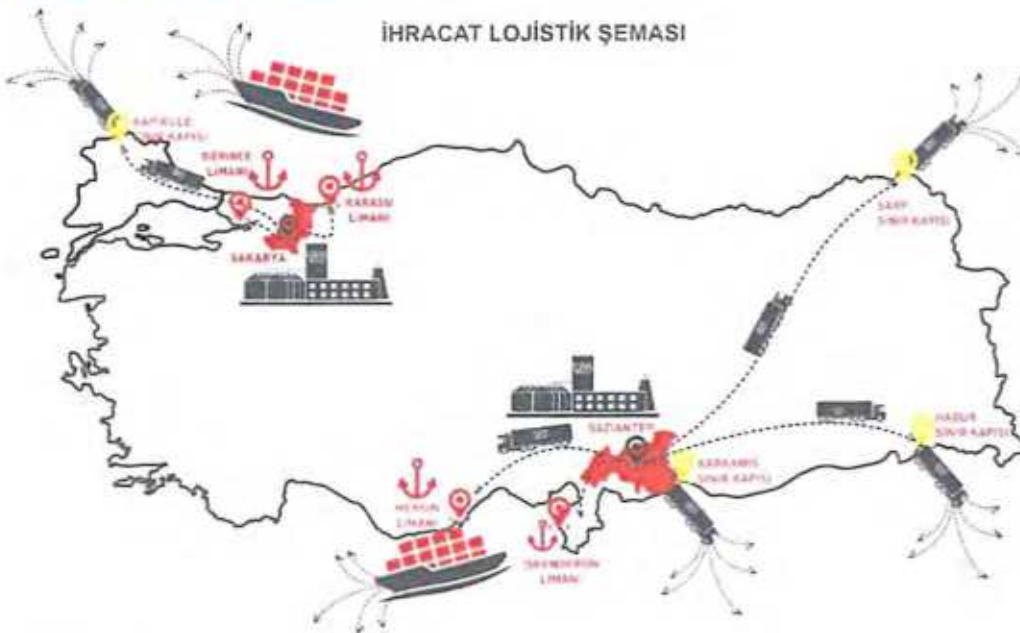 İHRACAT LOJİSTİK ŞEMASI
KAPIKULE
SINIR KAPISI
DERİNCE
LİMANI
KARASU
LİMANI
SAKARYA
SARP
SINIR KAPISI
GAZİANTEP
HABUR
SINIR KAPISI
KARKAMIŞ
SINIR KAPISI
MERSİN
LİMANI
İSKENDERUN
LİMANI